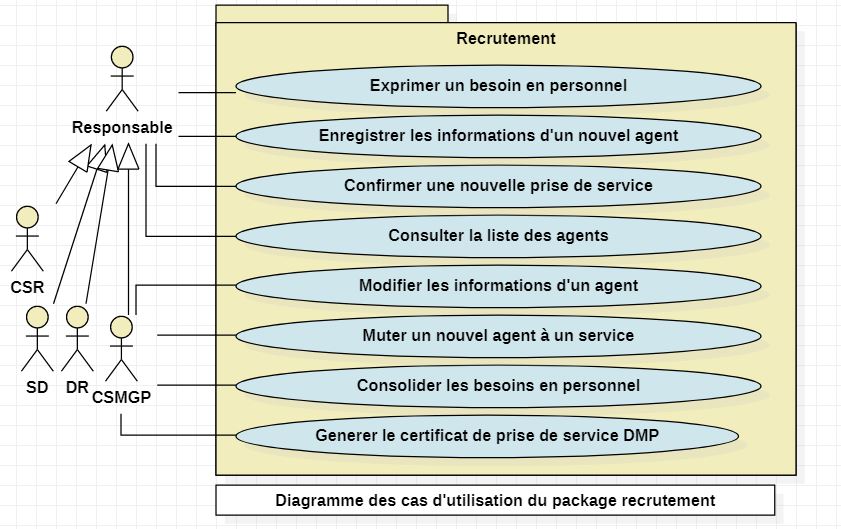 Recrutement
Exprimer un besoin en personnel
Responsable
Enregistrer les informations d'un nouvel agent
Confirmer une nouvelle prise de service
Consulter la liste des agents
CSR
Modifier les informations d'un agent
Muter un nouvel agent à un service
SD
DR
CSMGP
Consolider les besoins en personnel
Generer le certificat de prise de service DMP
Diagramme des cas d'utilisation du package recrutement